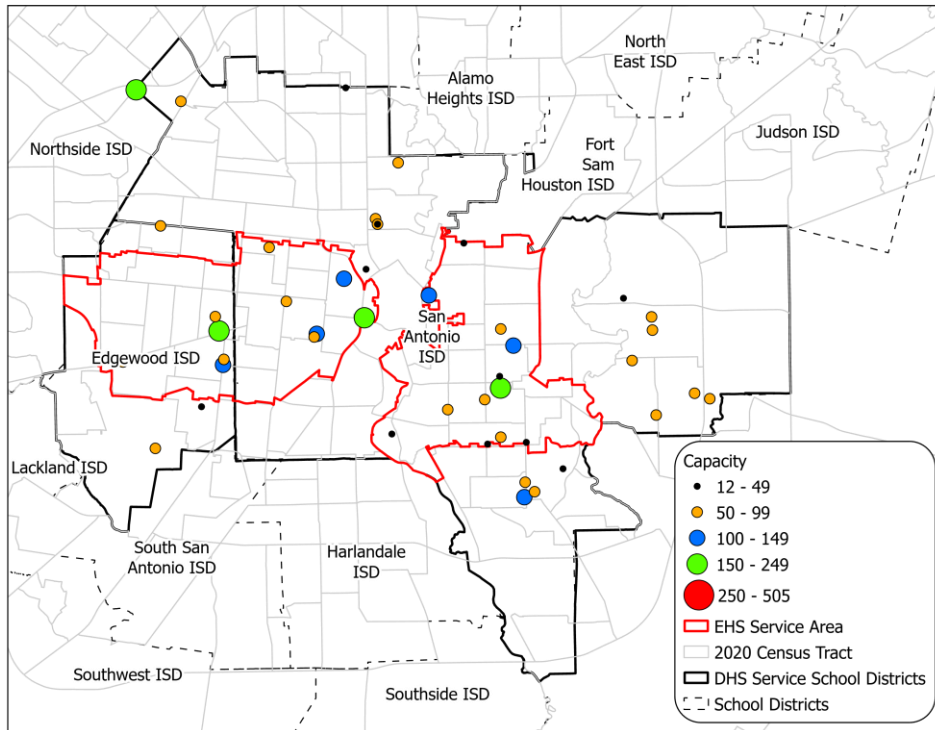 North
East ISD
Alamo
Heights ISD
Judson ISD
Northside ISD
Fort
Sam
Houston ISD
San
Antonio
ISD
Edgewood ISD
Lackland ISD
South San
Antonio ISD
Harlandale
ISD
Southwest ISD
Southside ISD
Capacity
12 - 49
50 - 99
100 - 149
150 - 249
250 - 505
EHS Service Area
2020 Census Tract
DHS Service School Districts
School Districts